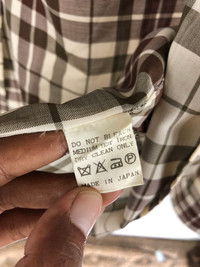 DO NOT BLEACH
MEDIUM HOT IRON
DRY CLEAN ONLY
MADE IN JAPAN